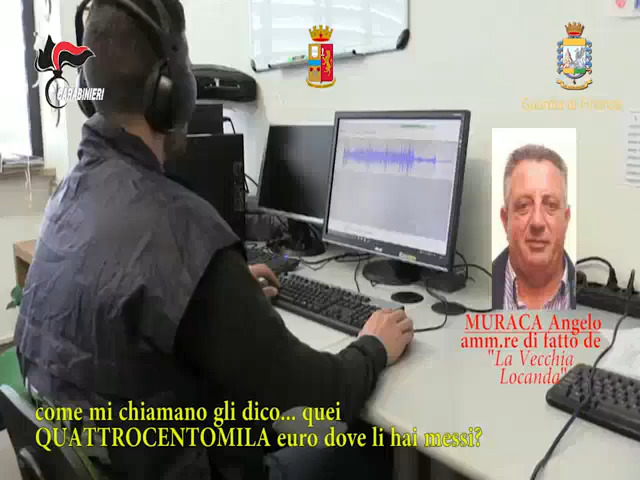 CARABINIERI
Guardia di Finanza
MURACA Angelo
amm.re di fatto de
"La Vecchia
Locanda"
come mi chiamano gli dico... quei
QUATTROCENTOMILA euro dove li hai messi?